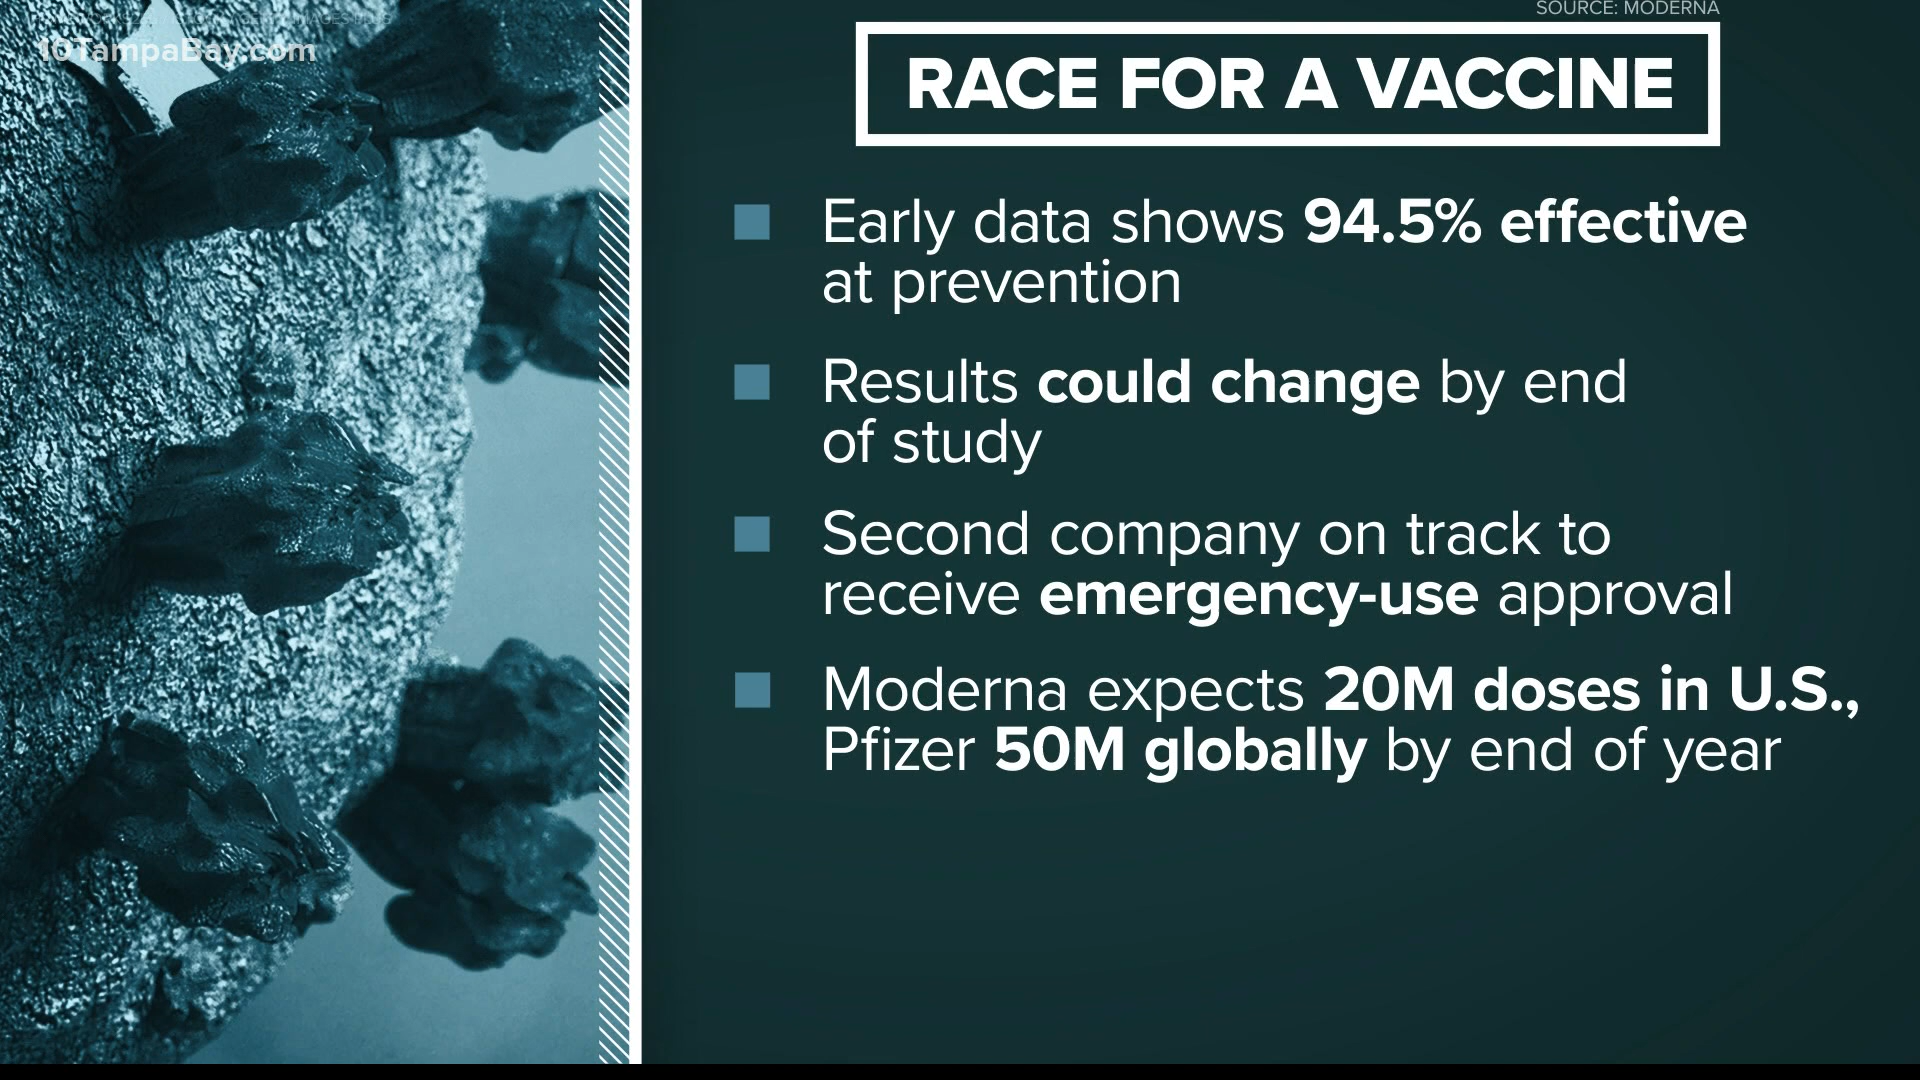 SOURCE: MODERNA
10TampaBay.com
RACE FOR A VACCINE
Early data shows 94.5% effective
at prevention
Results could change by end
of study
Second company on track to
receive emergency-use approval
Moderna expects 20M doses in U.S.,
Pfizer 50M globally by end of year